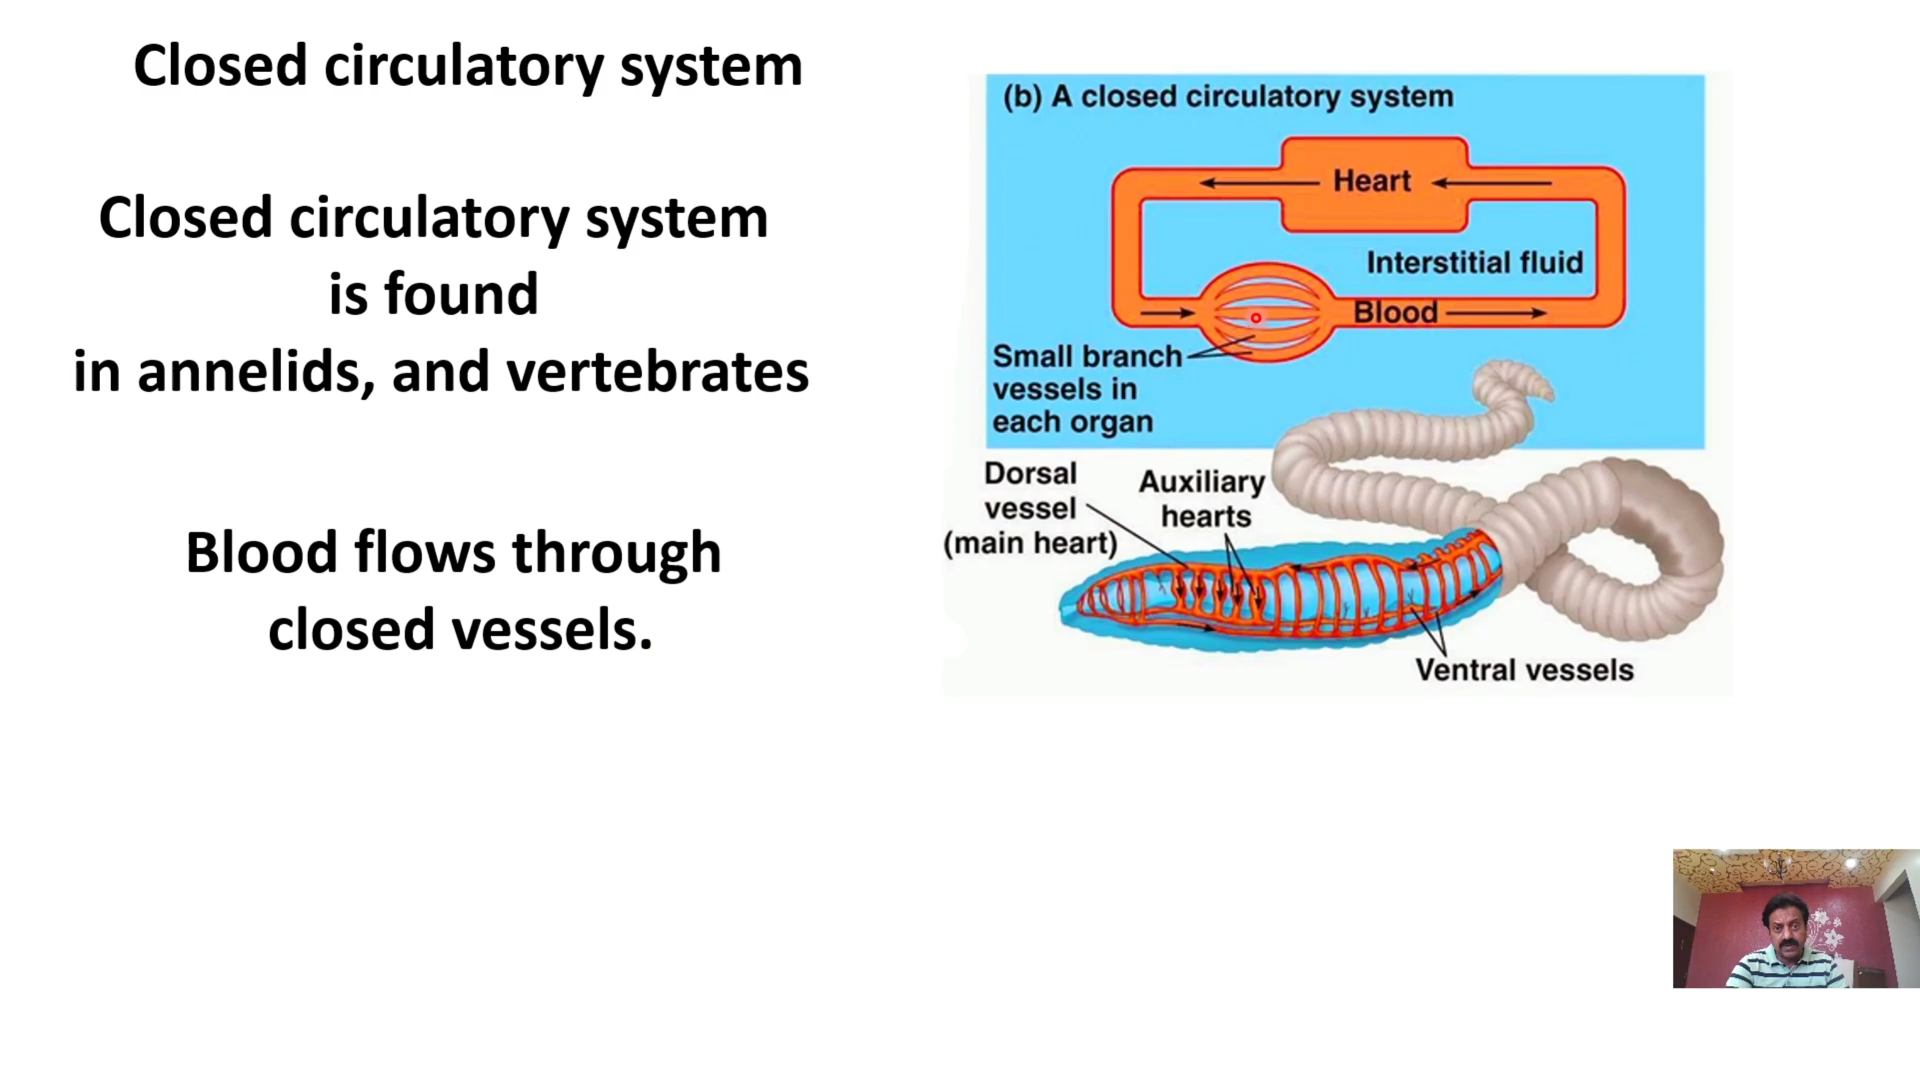 Closed circulatory system
Closed circulatory system
is found
in annelids, and vertebrates
Blood flows through
closed vessels.
(b) A closed circulatory system
Heart
Interstitial fluid
Blood
Small branch
vessels in
each organ
Dorsal
vessel
(main heart)
Auxiliary
hearts
Ventral vessels